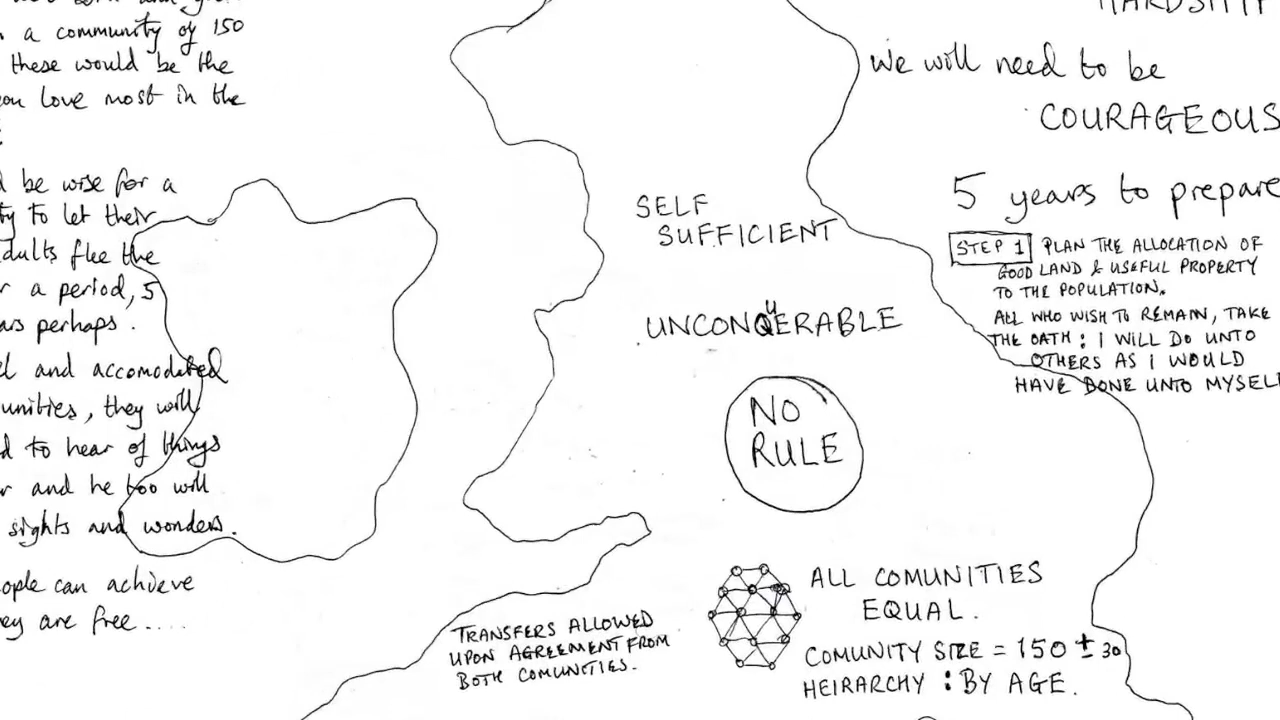 a community of 150
these would be the
love most in the
be wise for a
to let their
flee the
a period, 5
perhaps.
and accomodated
they will
to hear of things
and he too will
sights and wonders.
can achieve
are free....
We will need to be
COURAGEOUS
5 years to prepare
STEP 1 PLAN THE ALLOCATION OF
GOOD LAND & USEFUL PROPERTY
TO THE POPULATION.
ALL WHO WISH TO REMAIN, TAKE
THE OATH : I WILL DO UNTO
OTHERS AS I WOULD
HAVE DONE UNTO MYSELF
SELF
SUFFICIENT
UNCONQUERABLE
NO
RULE
ALL COMUNITIES
EQUAL.
COMUNITY SIZE = 150 ± 30
HEIRARCHY : BY AGE.
TRANSFERS ALLOWED
UPON AGREEMENT FROM
BOTH COMUNITIES.